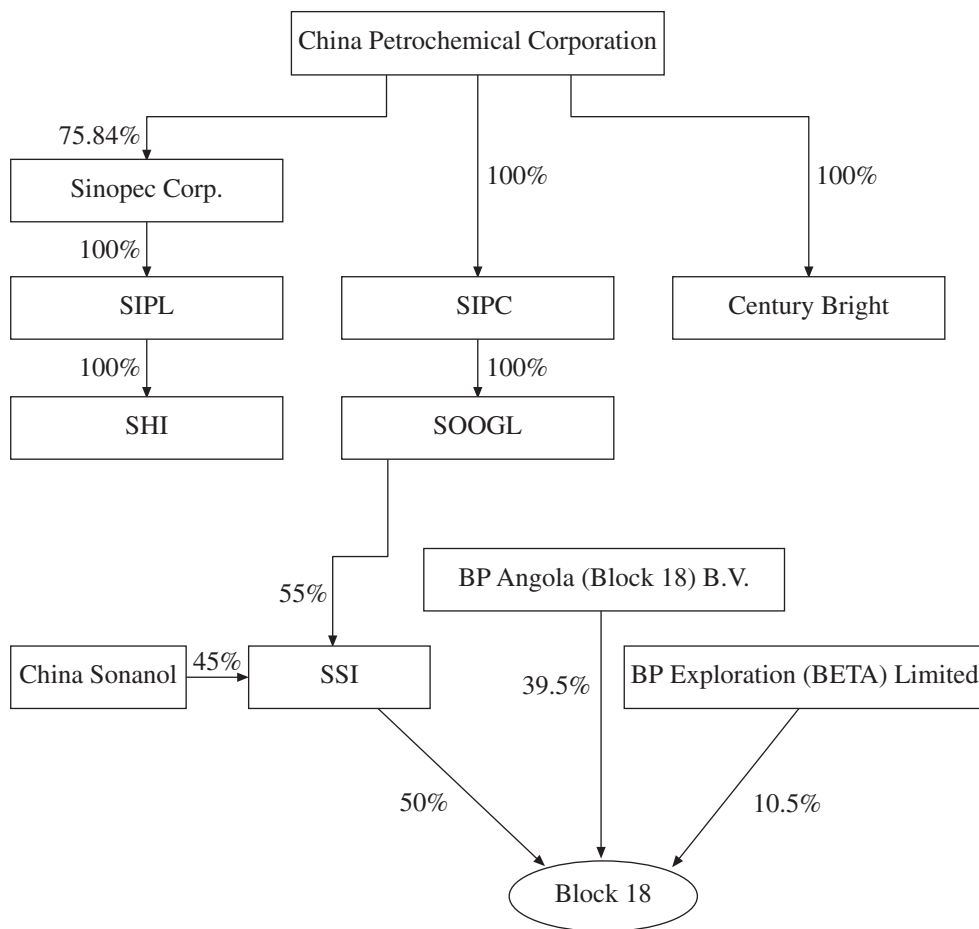 China Petrochemical Corporation
75.84%
Sinopec Corp.
100%
100%
100%
SIPL
SIPC
Century Bright
100%
100%
SHI
SOOGL
BP Angola (Block 18) B.V.
55%
China Sonanol
45%
SSI
39.5%
BP Exploration (BETA) Limited
50%
10.5%
Block 18